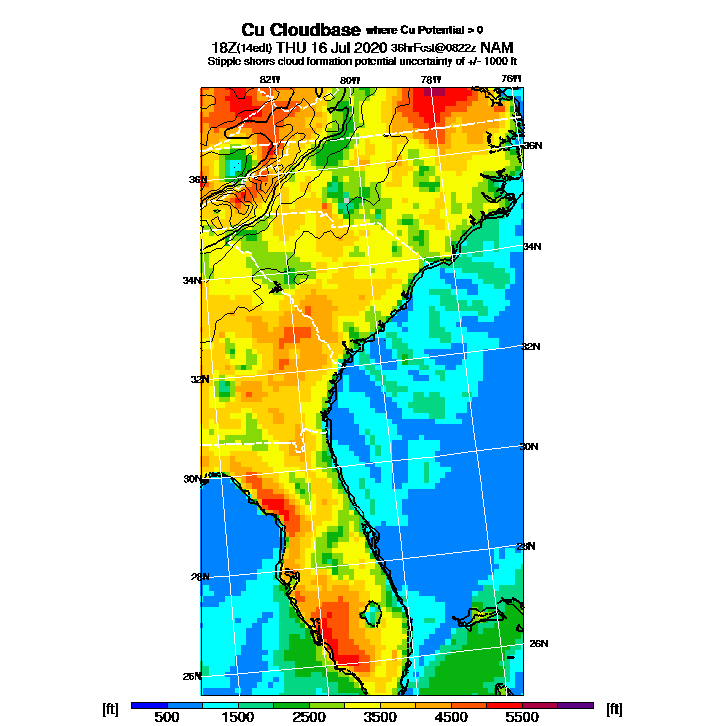 Cu Cloudbase where Cu Potential > 0
18Z(14edt) THU 16 Jul 2020 36hrFcst@0822z NAM
Stipple shows cloud formation potential uncertainty of +/- 1000 ft
82W 80W 78W 76W
36N 36N
34N 34N
32N 32N
30N 30N
28N 28N
26N 26N
[ft] 500 1500 2500 3500 4500 5500 [ft]